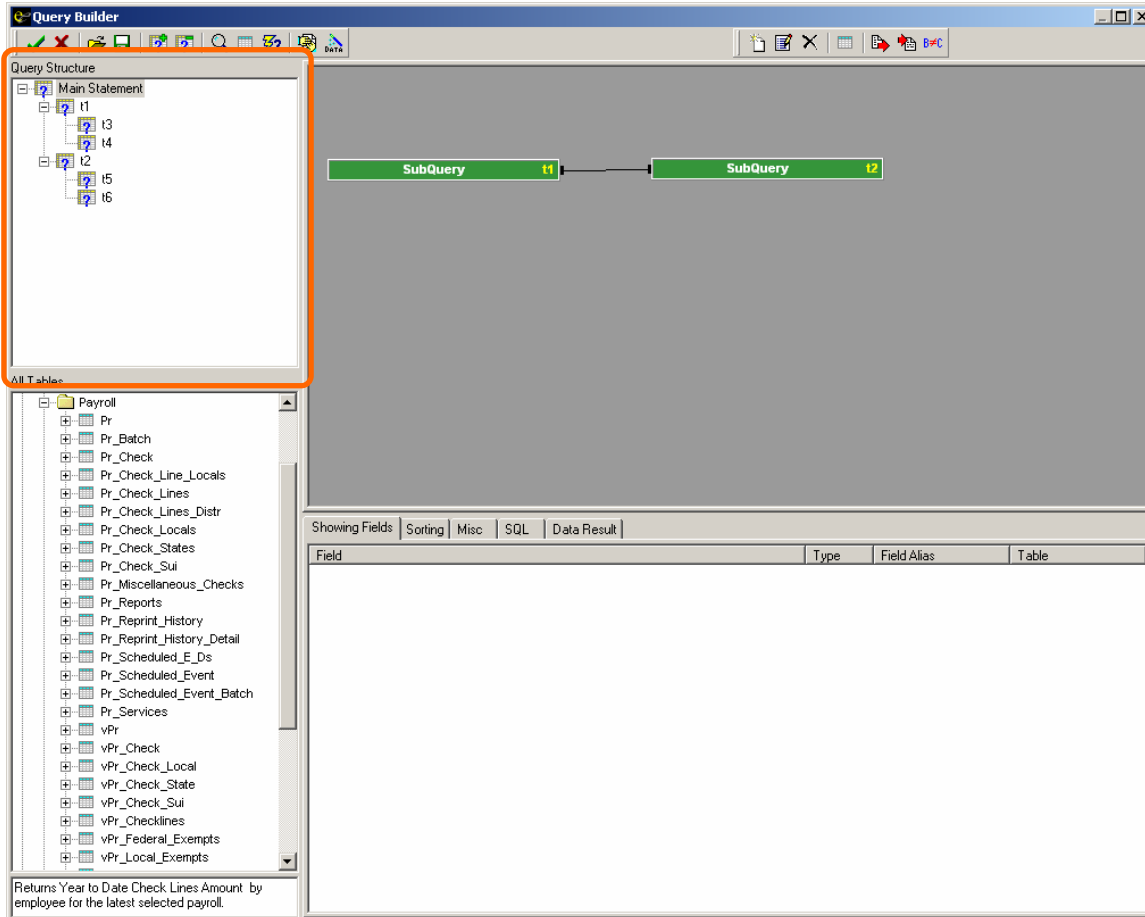 Query Builder
DATA
B≠C
Query Structure
Main Statement
t1
t3
t4
t2
t5
t6
SubQuery t1
SubQuery t2
All Tables
Payroll
Pr
Pr_Batch
Pr_Check
Pr_Check_Line_Locals
Pr_Check_Lines
Pr_Check_Lines_Distr
Pr_Check_Locals
Pr_Check_States
Pr_Check_Sui
Pr_Miscellaneous_Checks
Pr_Reports
Pr_Reprint_History
Pr_Reprint_History_Detail
Pr_Scheduled_E_Ds
Pr_Scheduled_Event
Pr_Scheduled_Event_Batch
Pr_Services
vPr
vPr_Check
vPr_Check_Local
vPr_Check_State
vPr_Check_Sui
vPr_Checklines
vPr_Federal_Exempts
vPr_Local_Exempts
Returns Year to Date Check Lines Amount by
employee for the latest selected payroll.
Showing Fields Sorting Misc SQL Data Result
Field Type Field Alias Table